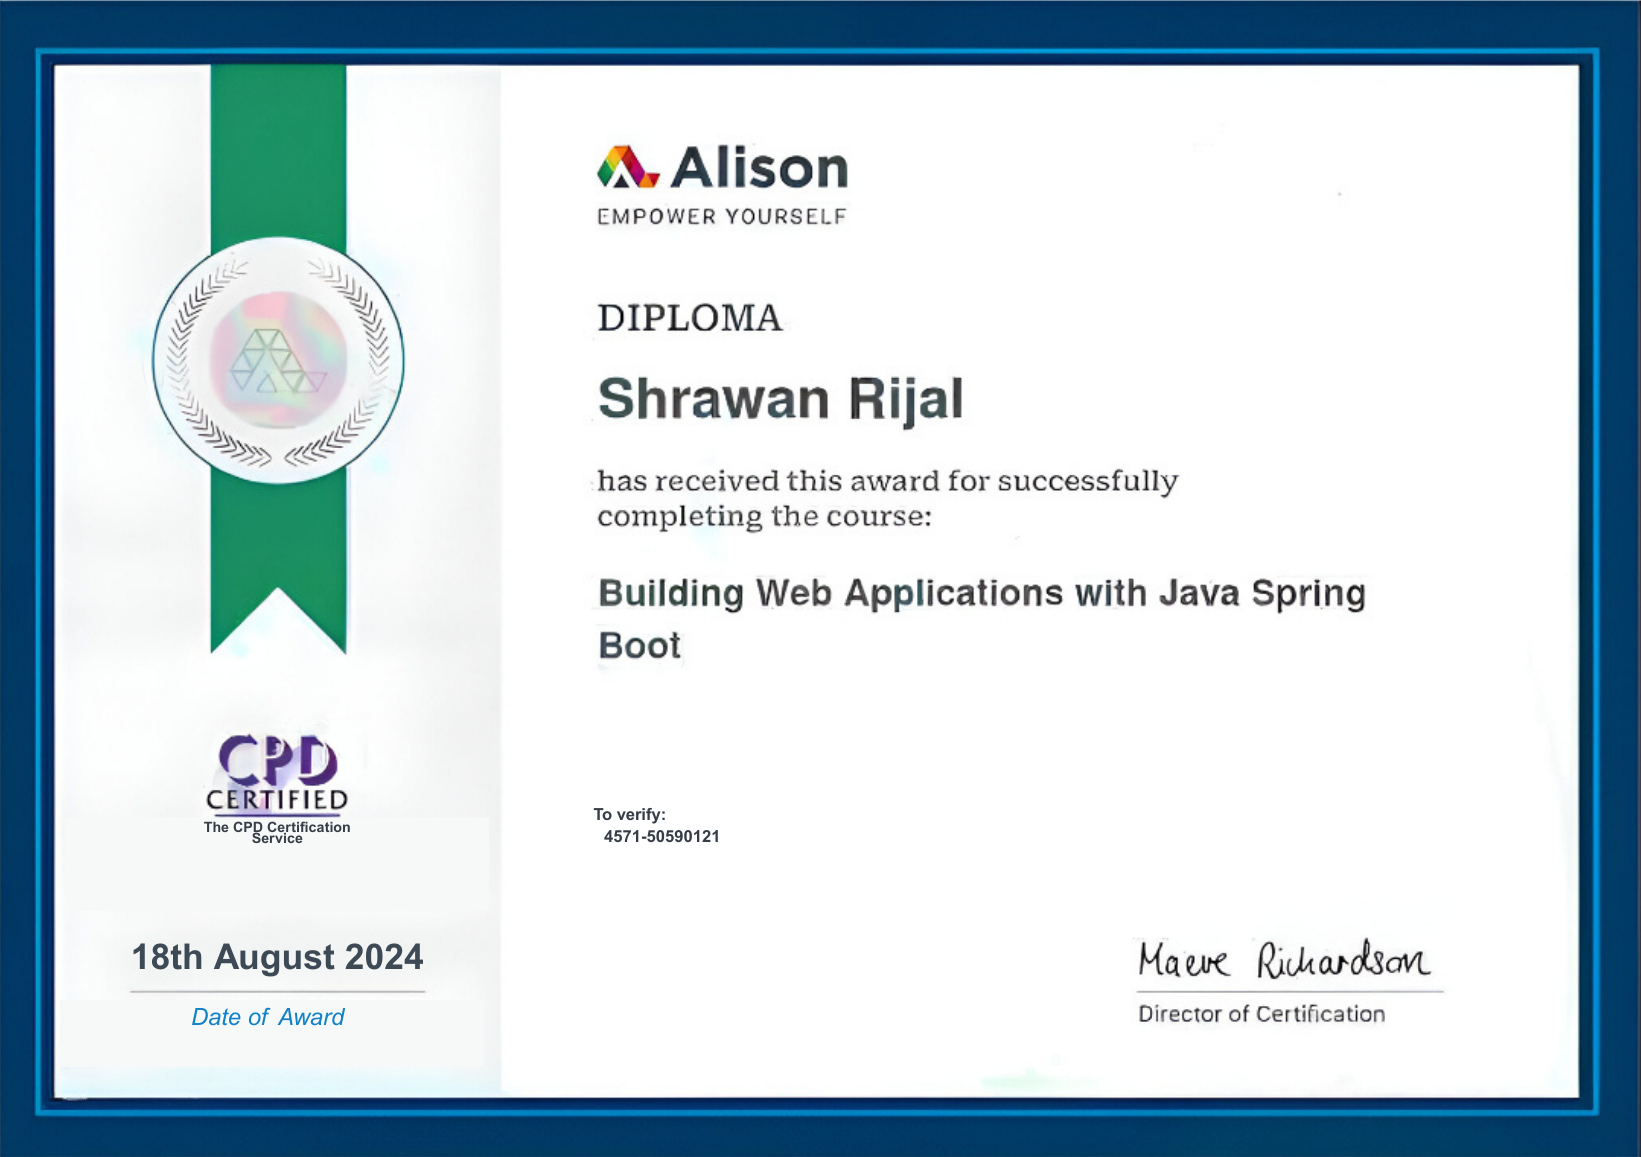 Alison
EMPOWER YOURSELF
DIPLOMA
Shrawan Rijal
has received this award for successfully
completing the course:
Building Web Applications with Java Spring
Boot
CPD
CERTIFIED
The CPD Certification
Service
To verify:
4571-50590121
18th August 2024
Date of Award
Maeve Richardson
Director of Certification